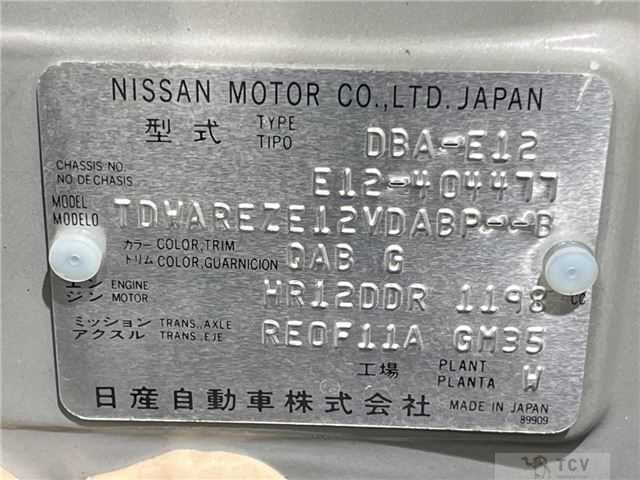 NISSAN MOTOR CO.,LTD. JAPAN
型式 TYPE TIPO DBA-E12
CHASSIS NO. NO DE CHASIS E12-404477
MODEL MODELO TDWAREZE12VDABP--B
カラー COLOR,TRIM
トリム COLOR,GUARNICION QAB G
エンジン ENGINE MOTOR HR12DDR 1198 cc
ミッション TRANS.,AXLE
アクスル TRANS.,EJE RE0F11A GM35
工場 PLANT PLANTA W
日産自動車株式会社 MADE IN JAPAN
89909
TCV